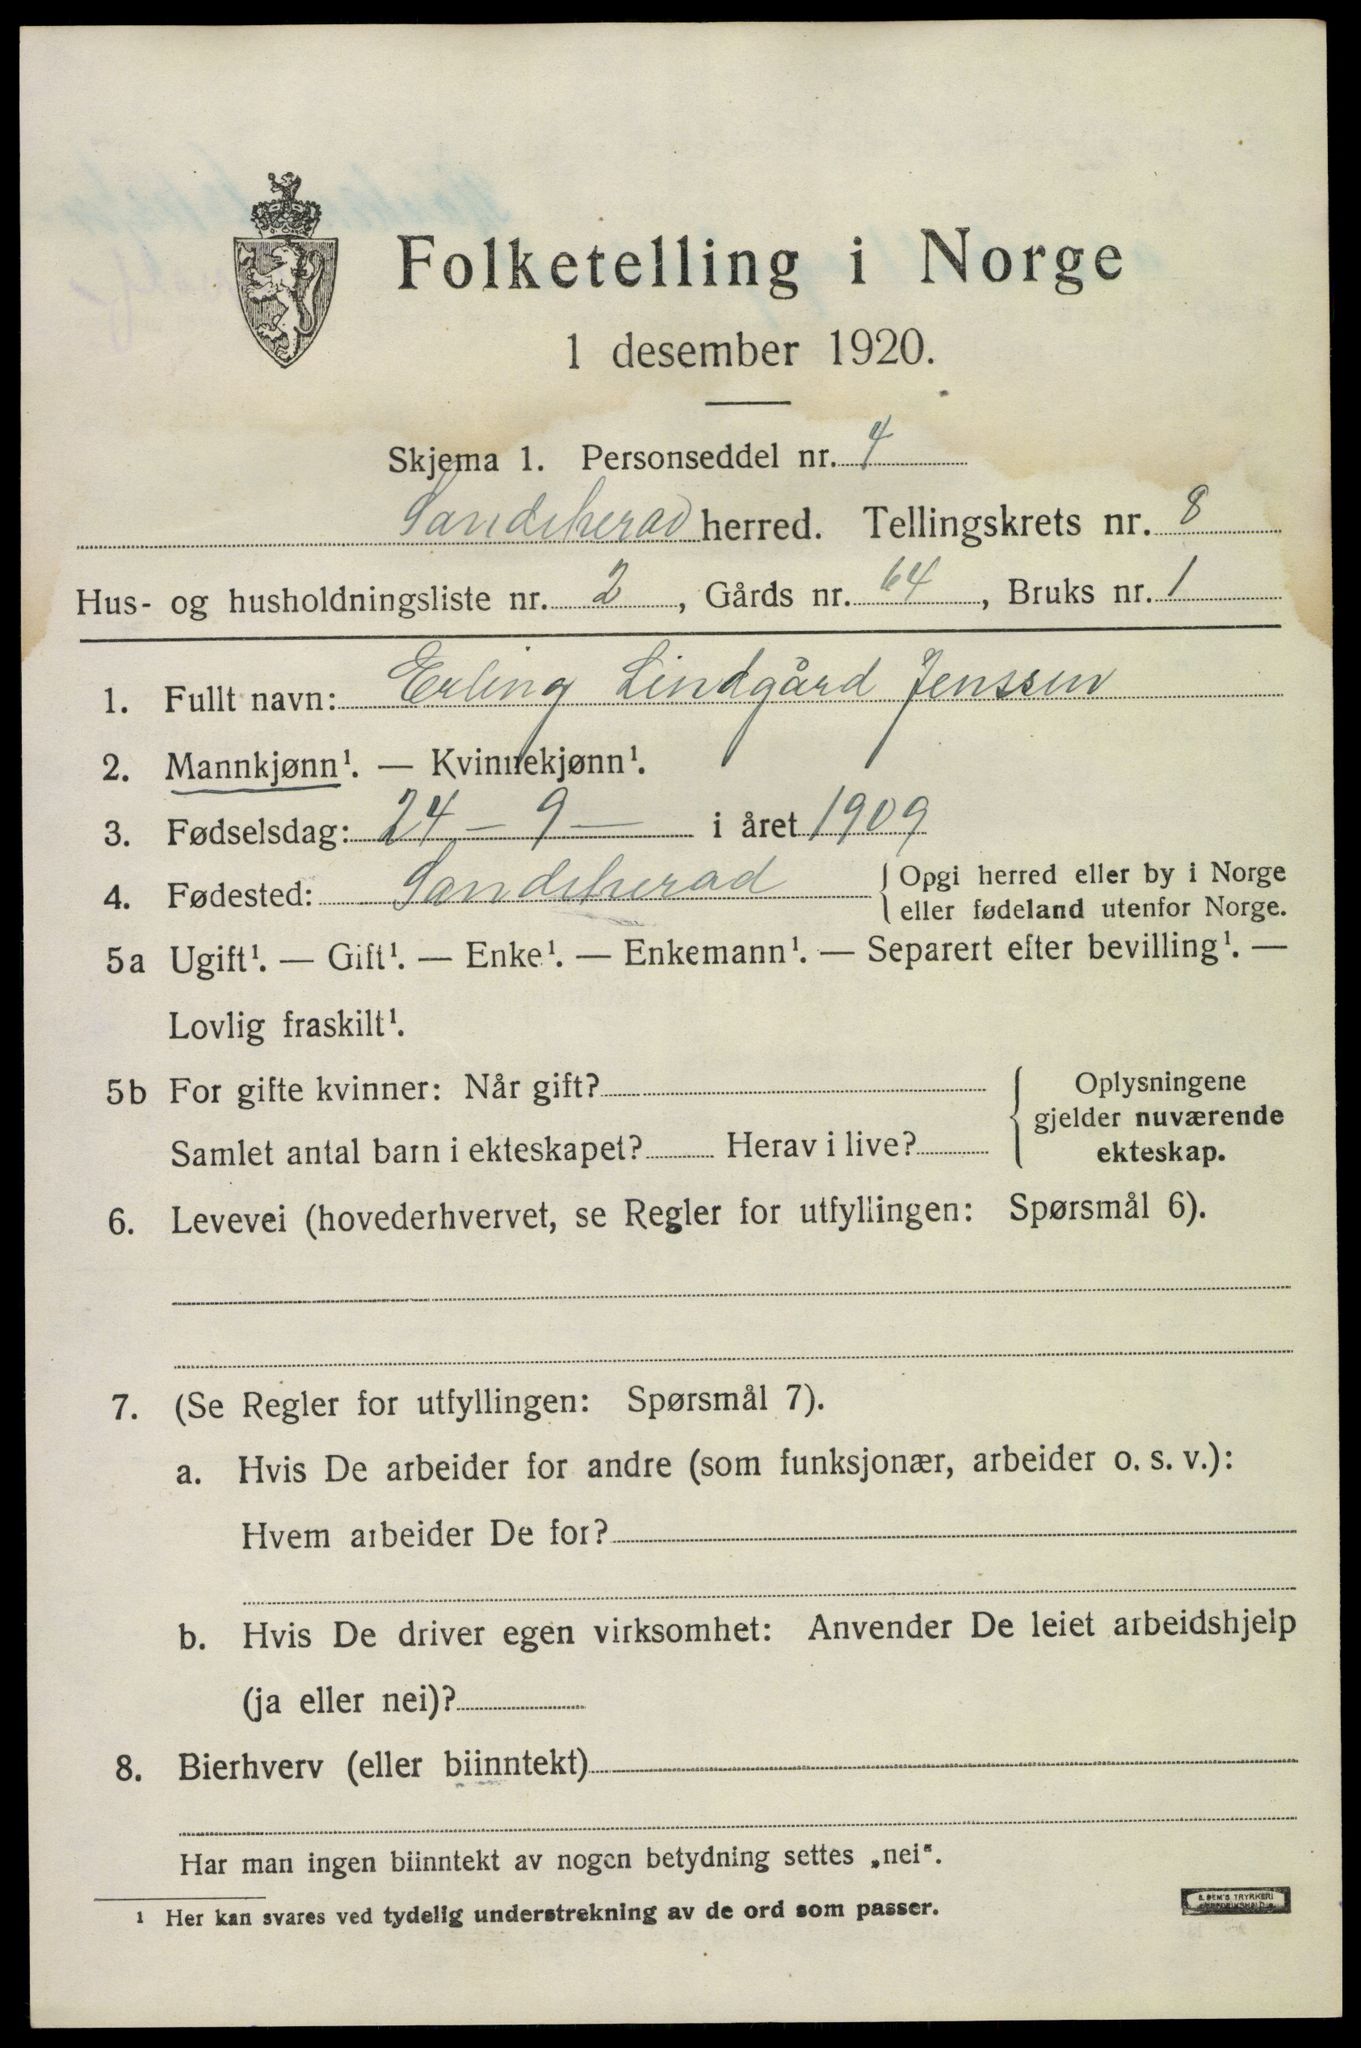 Folketelling i Norge
1 desember 1920.
Skjema 1. Personseddel nr. 4
Sandeherad herred. Tellingskrets nr. 8
Hus- og husholdningsliste nr. 2, Gårds nr. 64, Bruks nr. 1
1. Fullt navn: Erling Lindgård Jenssen
2. Mannkjønn¹. — Kvinnekjønn¹.
3. Fødselsdag: 24 – 9 – i året 1909
4. Fødested: Sandeherad { Opgi herred eller by i Norge
eller fødeland utenfor Norge.
5a Ugift¹. — Gift¹. — Enke¹. — Enkemann¹. — Separert efter bevilling¹. —
Lovlig fraskilt¹.
5b For gifte kvinner: Når gift?
Samlet antal barn i ekteskapet? Herav i live?
{ Oplysningene
gjelder nuværende
ekteskap.
6. Levevei (hovederhvervet, se Regler for utfyllingen: Spørsmål 6).
7. (Se Regler for utfyllingen: Spørsmål 7).
a. Hvis De arbeider for andre (som funksjonær, arbeider o. s. v.):
Hvem arbeider De for?
b. Hvis De driver egen virksomhet: Anvender De leiet arbeidshjelp
(ja eller nei)?
8. Bierhverv (eller biinntekt)
Har man ingen biinntekt av nogen betydning settes „nei“.
¹ Her kan svares ved tydelig understrekning av de ord som passer.